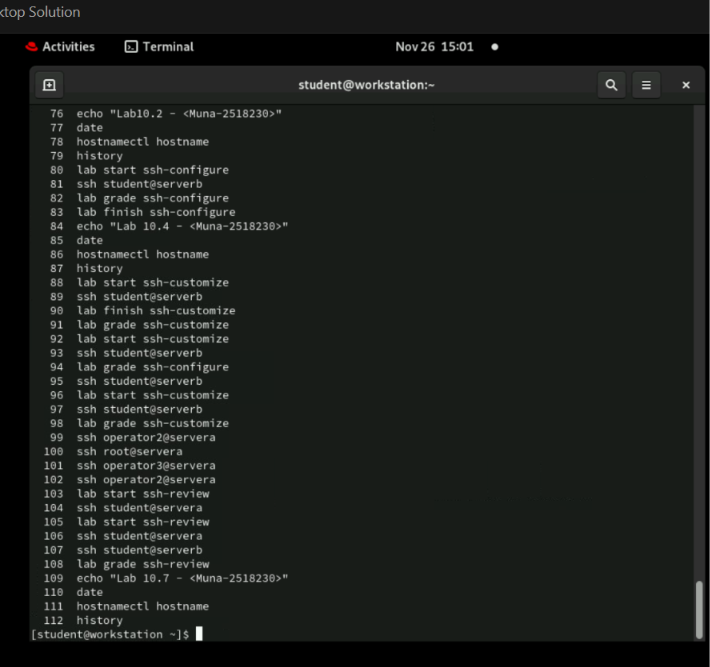 ktop Solution
Activities Terminal Nov 26 15:01
student@workstation:~
76 echo "Lab10.2 - <Muna-2518230>"
77 date
78 hostnamectl hostname
79 history
80 lab start ssh-configure
81 ssh student@serverb
82 lab grade ssh-configure
83 lab finish ssh-configure
84 echo "Lab 10.4 - <Muna-2518230>"
85 date
86 hostnamectl hostname
87 history
88 lab start ssh-customize
89 ssh student@serverb
90 lab finish ssh-customize
91 lab grade ssh-customize
92 lab start ssh-customize
93 ssh student@serverb
94 lab grade ssh-configure
95 ssh student@serverb
96 lab start ssh-customize
97 ssh student@serverb
98 lab grade ssh-customize
99 ssh operator2@servera
100 ssh root@servera
101 ssh operator3@servera
102 ssh operator2@servera
103 lab start ssh-review
104 ssh student@servera
105 lab start ssh-review
106 ssh student@servera
107 ssh student@serverb
108 lab grade ssh-review
109 echo "Lab 10.7 - <Muna-2518230>"
110 date
111 hostnamectl hostname
112 history
[student@workstation ~]$